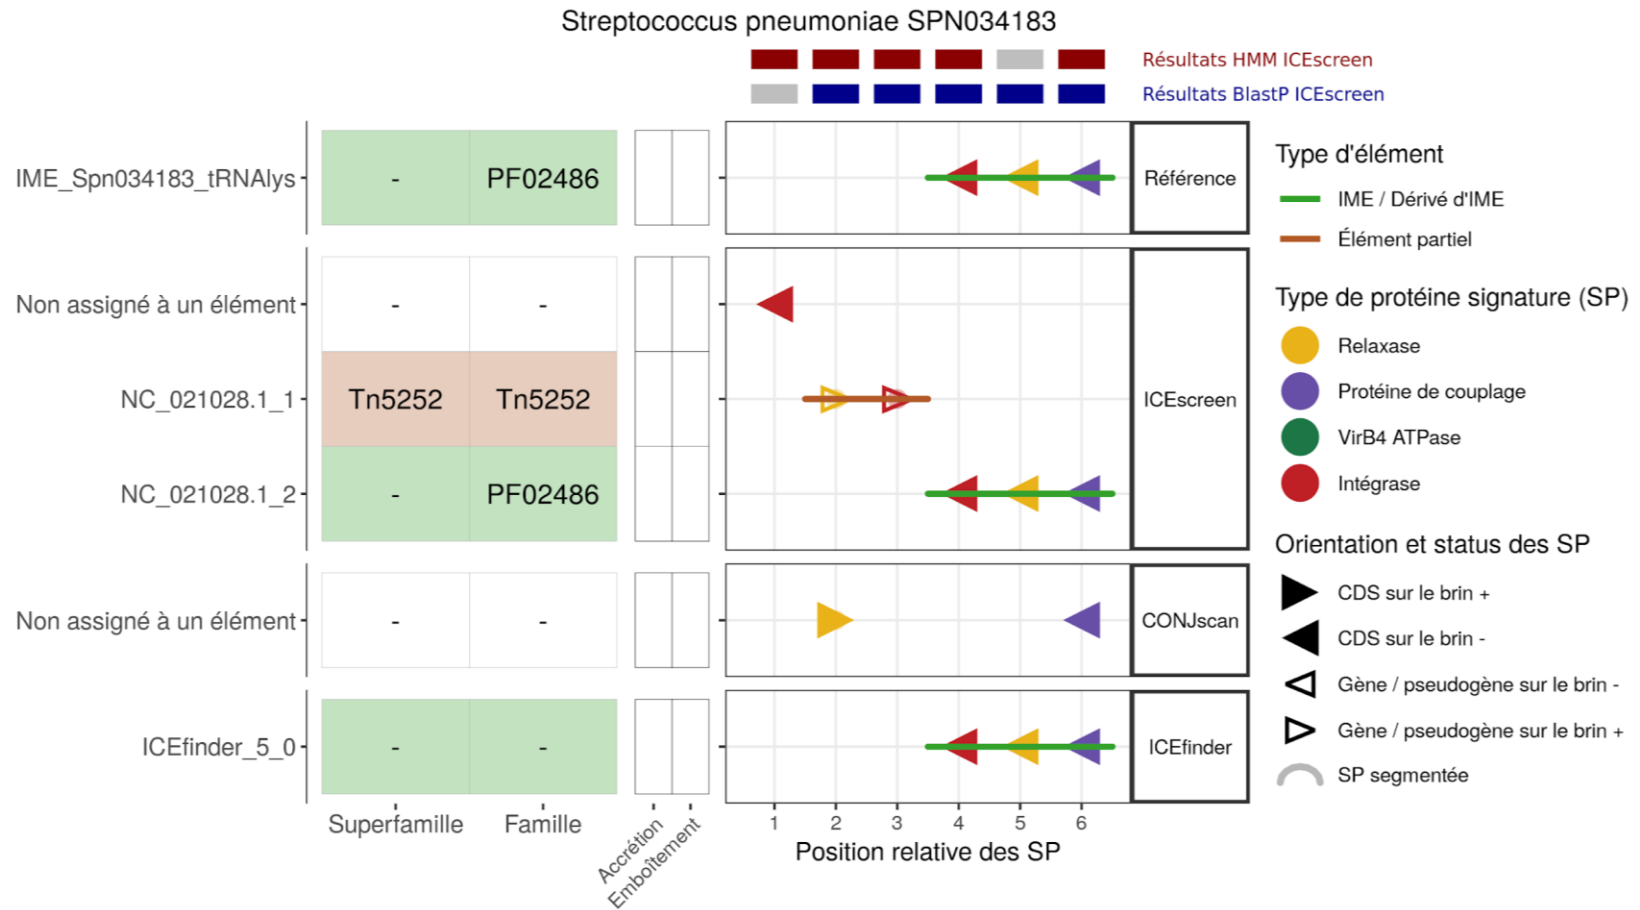 Streptococcus pneumoniae SPN034183
Résultats HMM ICEscreen
Résultats BlastP ICEscreen
IME_Spn034183_tRNAlys
-
PF02486
Référence
Non assigné à un élément
-
-
NC_021028.1_1
Tn5252
Tn5252
ICEscreen
NC_021028.1_2
-
PF02486
Non assigné à un élément
-
-
CONJscan
ICEfinder_5_0
-
-
ICEfinder
Superfamille
Famille
Accrétion
Emboîtement
1
2
3
4
5
6
Position relative des SP
Type d'élément
IME / Dérivé d'IME
Élément partiel
Type de protéine signature (SP)
Relaxase
Protéine de couplage
VirB4 ATPase
Intégrase
Orientation et status des SP
CDS sur le brin +
CDS sur le brin -
Gène / pseudogène sur le brin -
Gène / pseudogène sur le brin +
SP segmentée